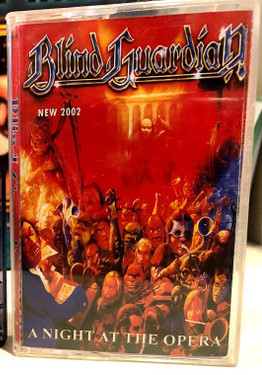 Blind Guardian
NEW 2002
A NIGHT AT THE OPERA